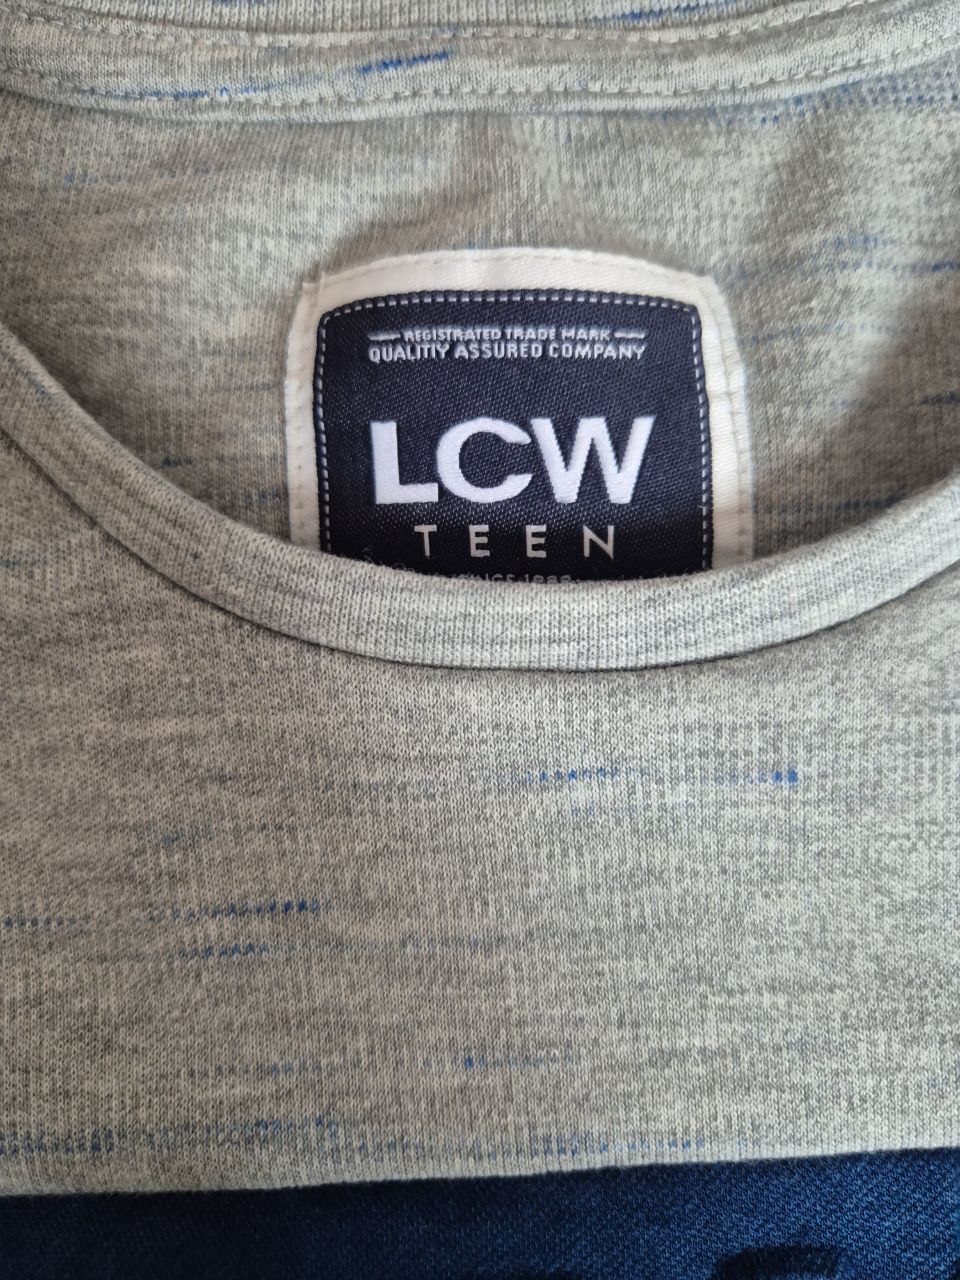 REGISTRATED TRADE MARK
QUALITIY ASSURED COMPANY
LCW
TEEN